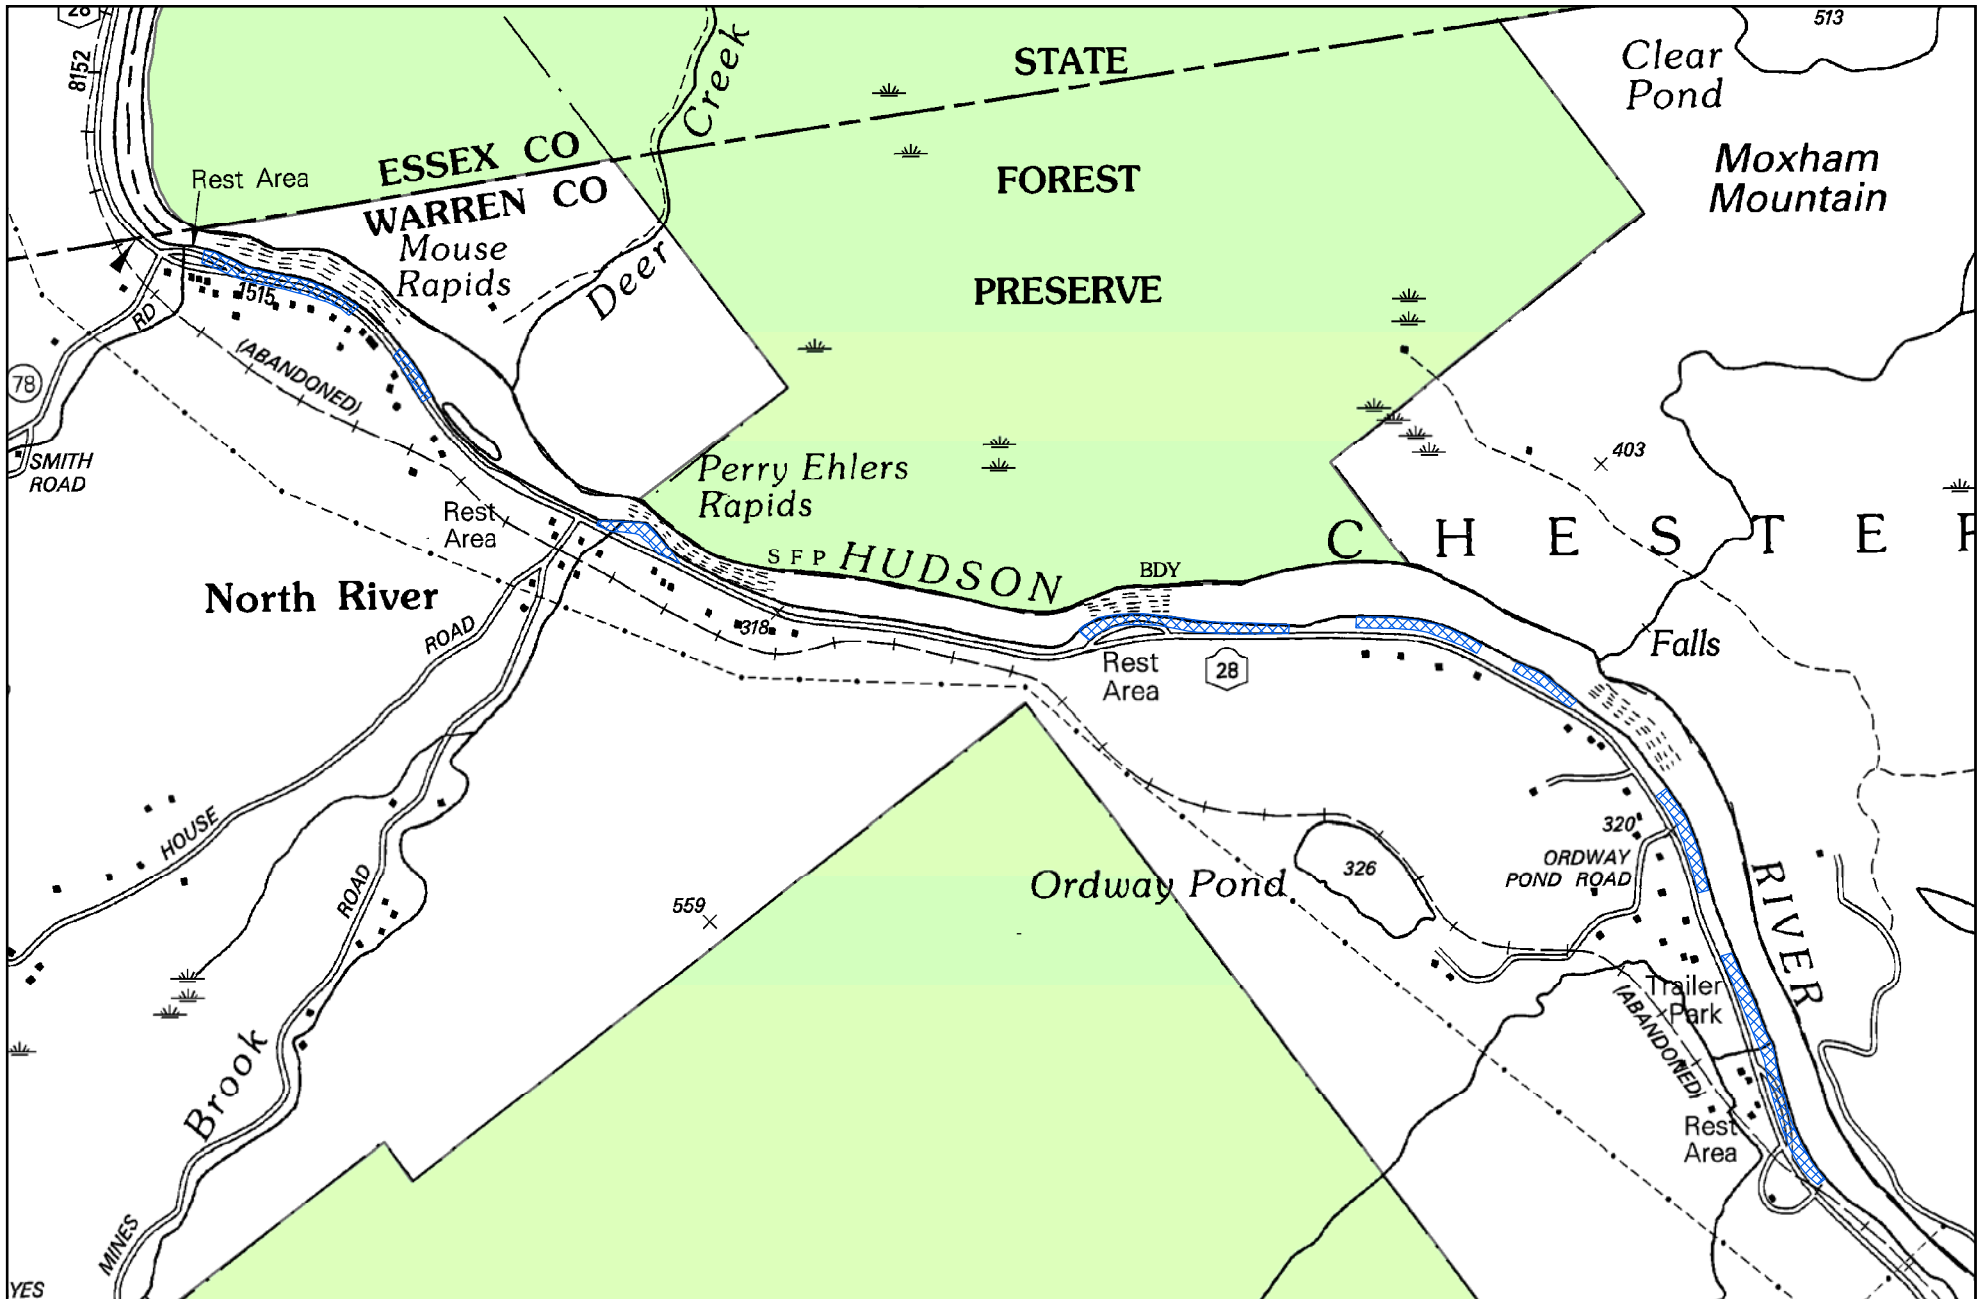 28
8152
513
Clear
Pond
STATE
Creek
Moxham
Mountain
ESSEX CO
WARREN CO
Rest Area
FOREST
Mouse
Rapids
Deer
PRESERVE
1515
RD
(ABANDONED)
78
SMITH
ROAD
403
Perry Ehlers
Rapids
Rest
Area
CHESTER
SFP
HUDSON
BDY
North River
318
ROAD
Falls
Rest
Area
28
HOUSE
320
ORDWAY
POND ROAD
326
Ordway Pond
RIVER
ROAD
559
Trailer
Park
(ABANDONED)
Brook
Rest
Area
MINES
YES